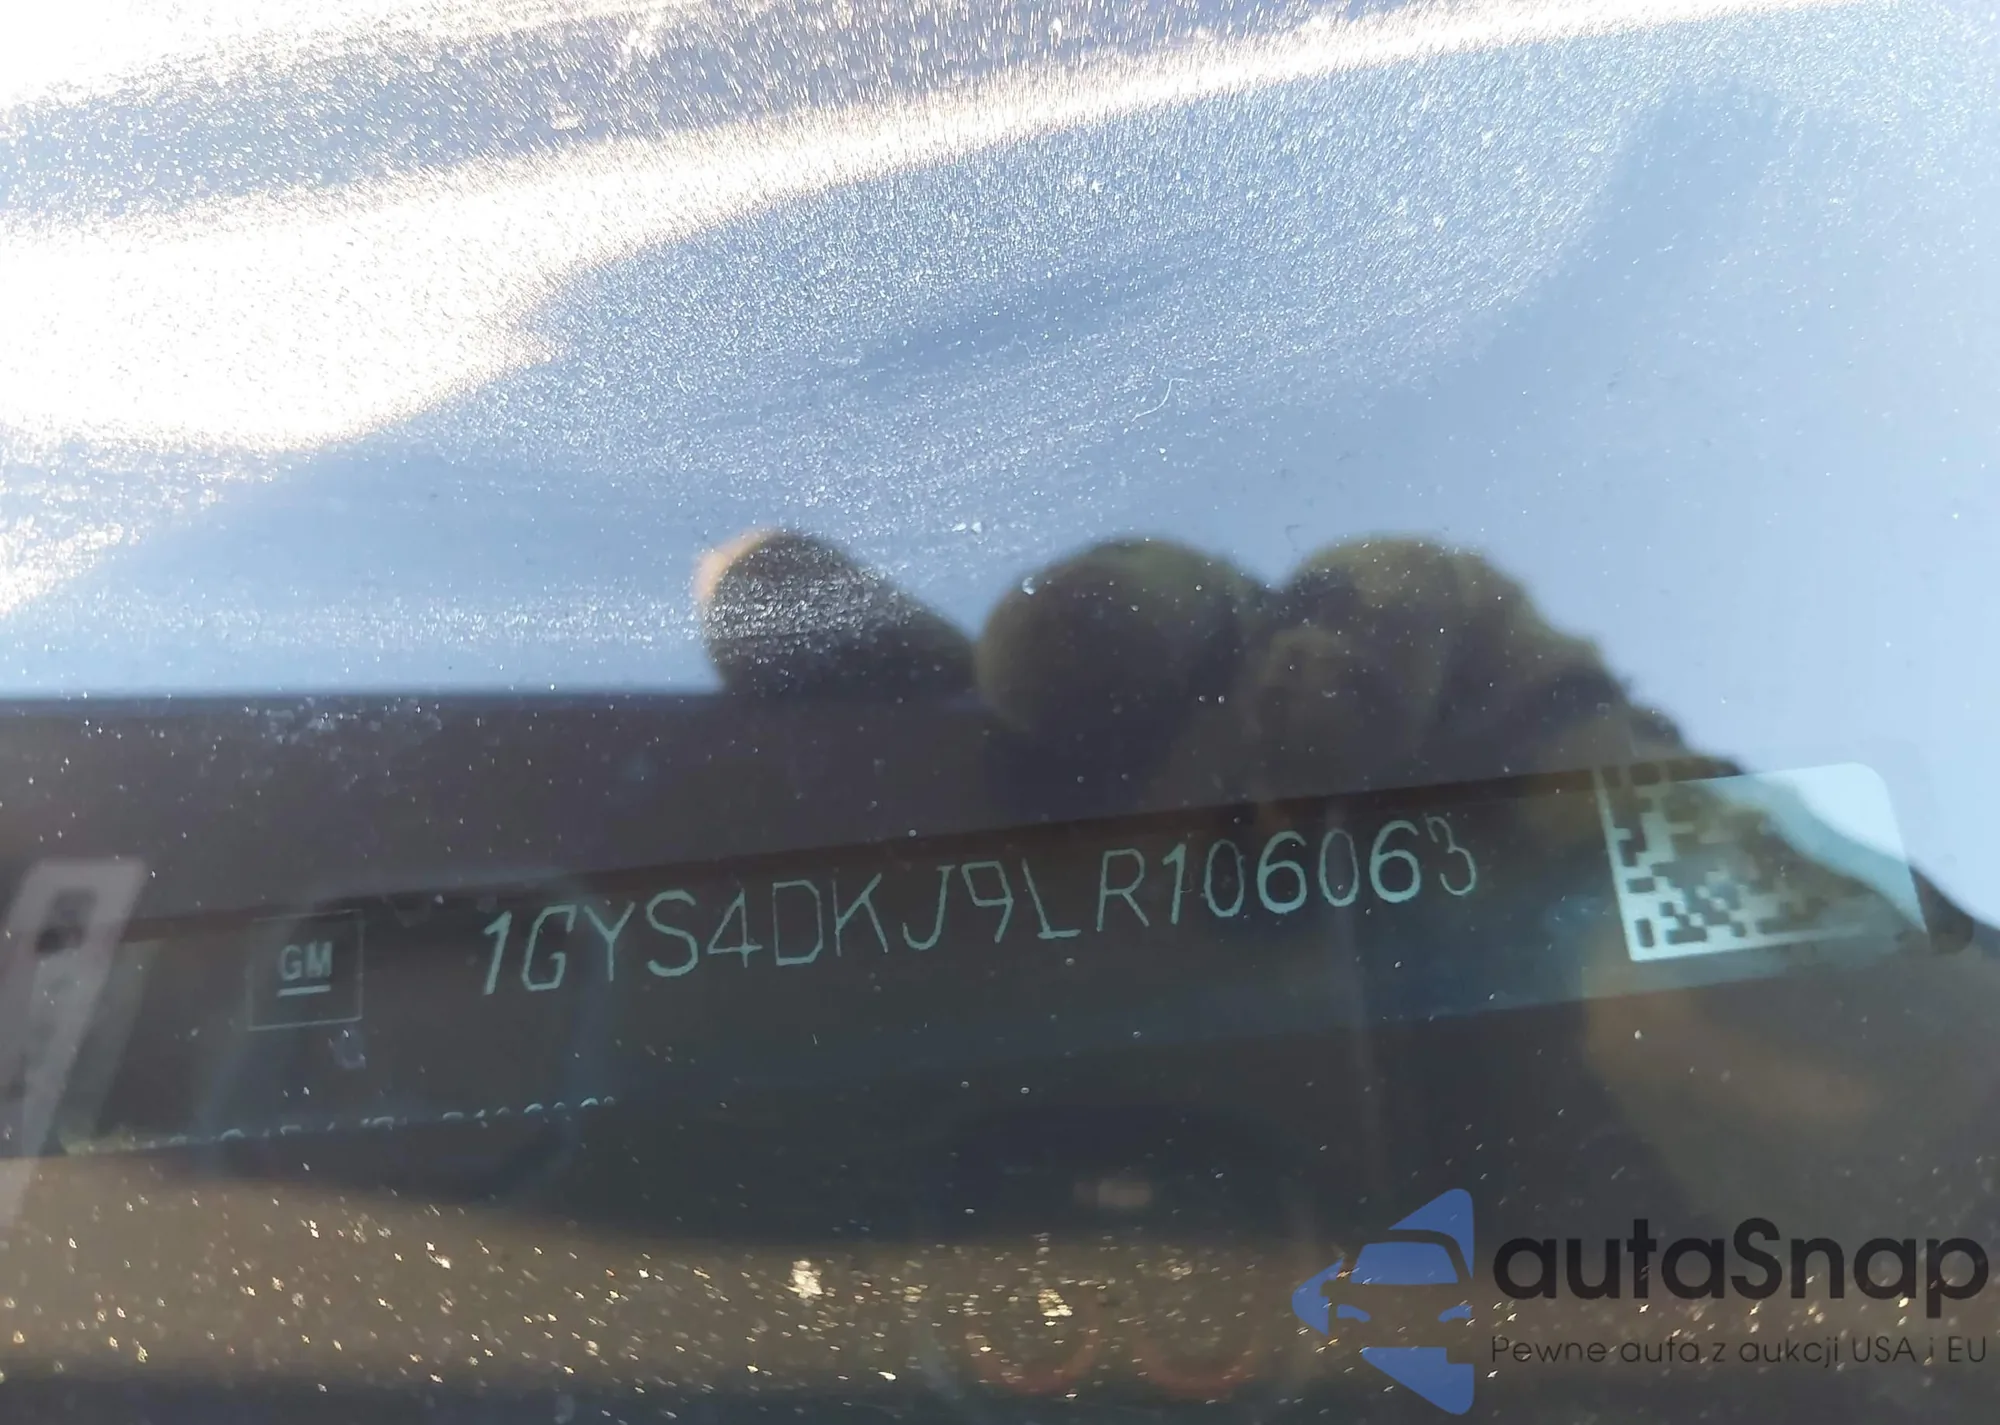 1GYS4DKJ9LR106063
GM
autaSnap
Pewne auta z aukcji USA i EU